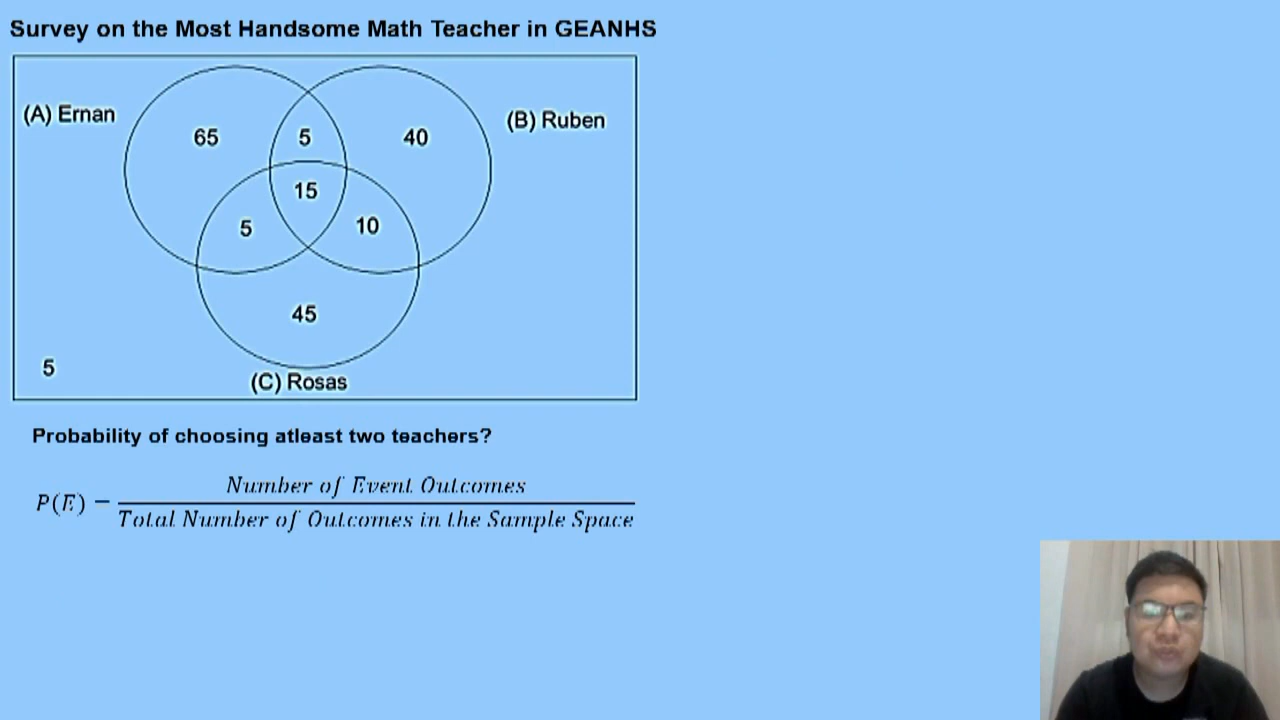 Survey on the Most Handsome Math Teacher in GEANHS
(A) Ernan
(B) Ruben
65
5
40
15
5
10
45
5
(C) Rosas
Probability of choosing atleast two teachers?
P(E) = Number of Event Outcomes
Total Number of Outcomes in the Sample Space